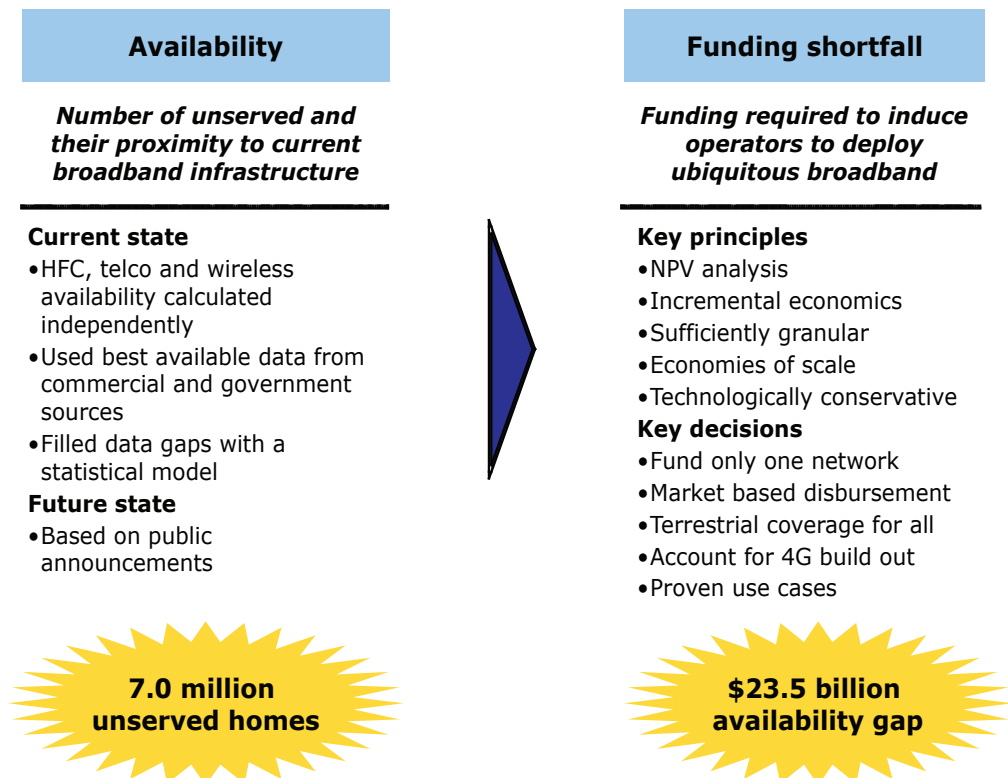 Availability
Number of unserved and
their proximity to current
broadband infrastructure
Current state
•HFC, telco and wireless
availability calculated
independently
•Used best available data from
commercial and government
sources
•Filled data gaps with a
statistical model
Future state
•Based on public
announcements
7.0 million
unserved homes
Funding shortfall
Funding required to induce
operators to deploy
ubiquitous broadband
Key principles
•NPV analysis
•Incremental economics
•Sufficiently granular
•Economies of scale
•Technologically conservative
Key decisions
•Fund only one network
•Market based disbursement
•Terrestrial coverage for all
•Account for 4G build out
•Proven use cases
$23.5 billion
availability gap